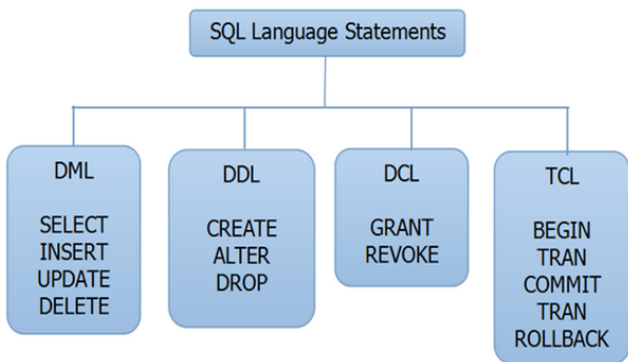 SQL Language Statements
DML
SELECT
INSERT
UPDATE
DELETE
DDL
CREATE
ALTER
DROP
DCL
GRANT
REVOKE
TCL
BEGIN
TRAN
COMMIT
TRAN
ROLLBACK